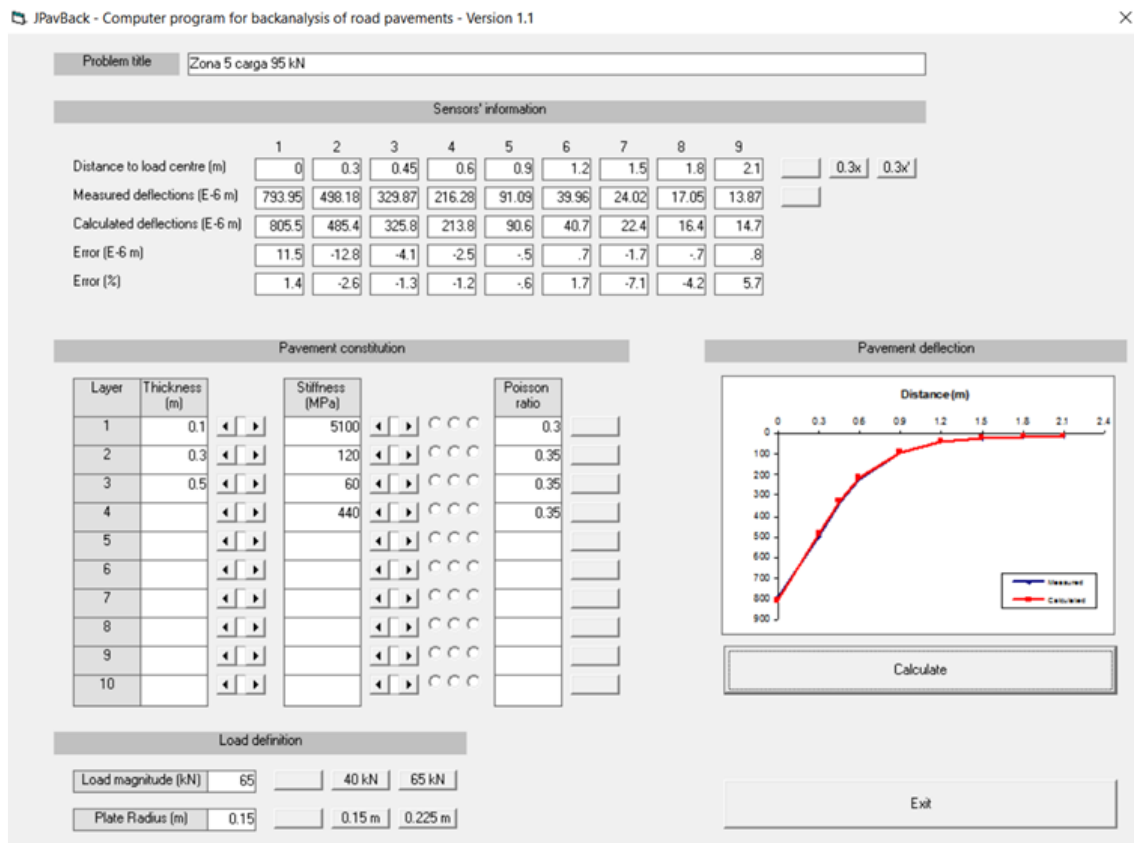 JPavBack - Computer program for backanalysis of road pavements - Version 1.1
Problem title Zona 5 carga 95 kN
Sensors' information
1 2 3 4 5 6 7 8 9
Distance to load centre (m) 0 0.3 0.45 0.6 0.9 1.2 1.5 1.8 2.1 0.3x 0.3x'
Measured deflections (E-6 m) 793.95 498.18 329.87 216.28 91.09 39.96 24.02 17.05 13.87
Calculated deflections (E-6 m) 805.5 485.4 325.8 213.8 90.6 40.7 22.4 16.4 14.7
Error (E-6 m) 11.5 -12.8 -4.1 -2.5 -.5 .7 -1.7 -.7 .8
Error (%) 1.4 -2.6 -1.3 -1.2 -.6 1.7 -7.1 -4.2 5.7
Pavement constitution
Layer Thickness Stiffness Poisson
(m) (MPa) ratio
1 0.1 5100 0.3
2 0.3 120 0.35
3 0.5 60 0.35
4 440 0.35
5
6
7
8
9
10
Pavement deflection
Distance (m)
0 0.3 0.6 0.9 1.2 1.5 1.8 2.1 2.4
0
100
200
300
400
500
600
700
800
900
Measured
Calculated
Calculate
Load definition
Load magnitude (kN) 65 40 kN 65 kN
Plate Radius (m) 0.15 0.15 m 0.225 m
Exit